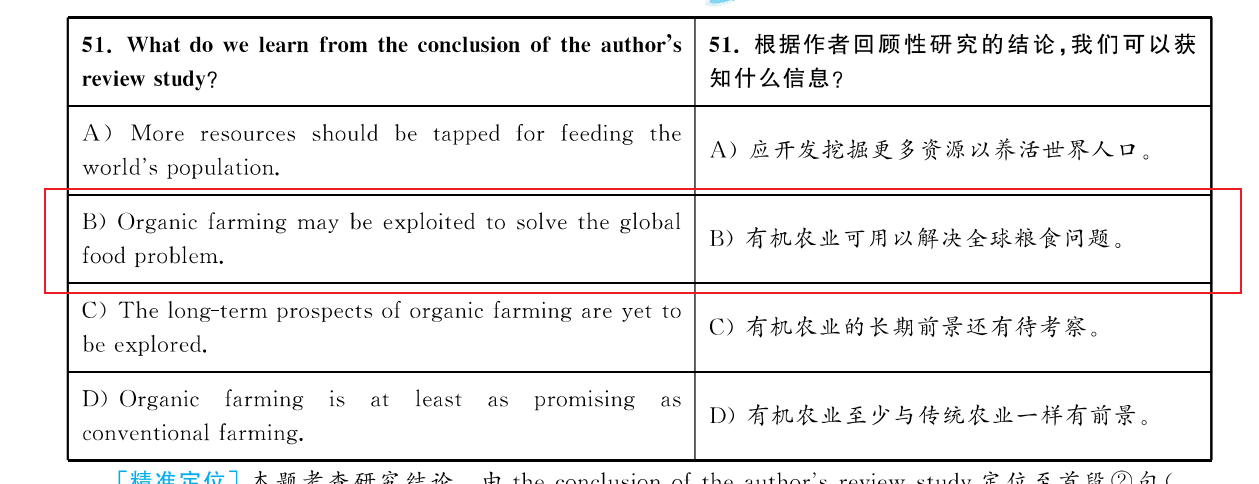 51. What do we learn from the conclusion of the author's
review study?
51. 根据作者回顾性研究的结论,我们可以获
知什么信息?
A) More resources should be tapped for feeding the
world's population.
A) 应开发挖掘更多资源以养活世界人口。
B) Organic farming may be exploited to solve the global
food problem.
B) 有机农业可用以解决全球粮食问题。
C) The long-term prospects of organic farming are yet to
be explored.
C) 有机农业的长期前景还有待考察。
D) Organic farming is at least as promising as
conventional farming.
D) 有机农业至少与传统农业一样有前景。
[精准定位] 本题考查研究结论。由 the conclusion of the author's review study 定位至首段②句(